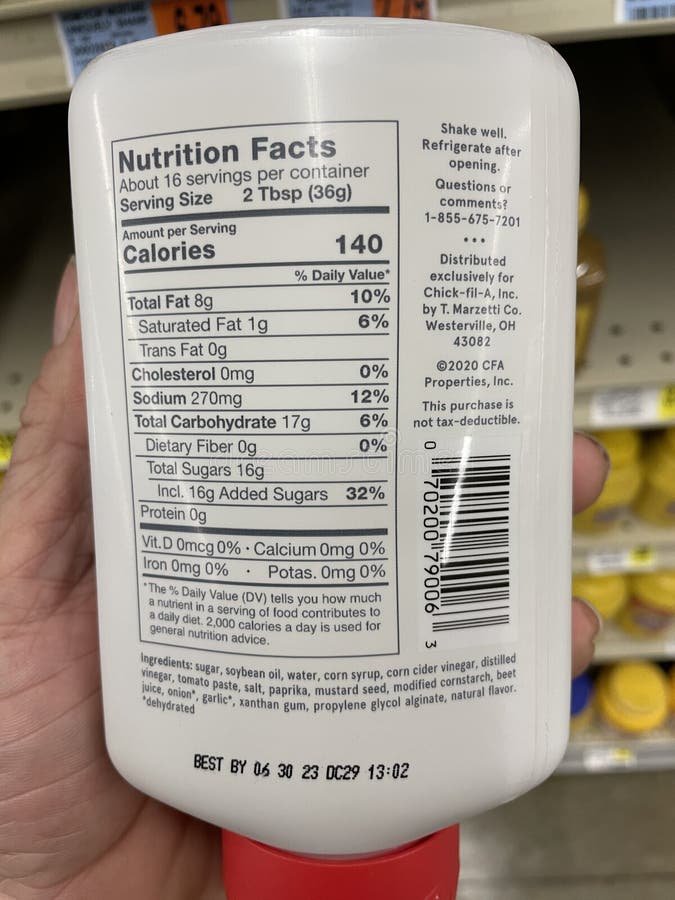 Nutrition Facts
About 16 servings per container
Serving Size 2 Tbsp (36g)
Amount per Serving
Calories 140
% Daily Value*
Total Fat 8g 10%
Saturated Fat 1g 6%
Trans Fat 0g
Cholesterol 0mg 0%
Sodium 270mg 12%
Total Carbohydrate 17g 6%
Dietary Fiber 0g 0%
Total Sugars 16g
Incl. 16g Added Sugars 32%
Protein 0g
Vit.D 0mcg 0% · Calcium 0mg 0%
Iron 0mg 0% · Potas. 0mg 0%
*The % Daily Value (DV) tells you how much
a nutrient in a serving of food contributes to
a daily diet. 2,000 calories a day is used for
general nutrition advice.
Shake well.
Refrigerate after
opening.
Questions or
comments?
1-855-675-7201
•••
Distributed
exclusively for
Chick-fil-A, Inc.
by T. Marzetti Co.
Westerville, OH
43082
©2020 CFA
Properties, Inc.
This purchase is
not tax-deductible.
0 70200 79006 3
Ingredients: sugar, soybean oil, water, corn syrup, corn cider vinegar, distilled
vinegar, tomato paste, salt, paprika, mustard seed, modified cornstarch, beet
juice, onion*, garlic*, xanthan gum, propylene glycol alginate, natural flavor.
*dehydrated
BEST BY 06 30 23 DC29 13:02